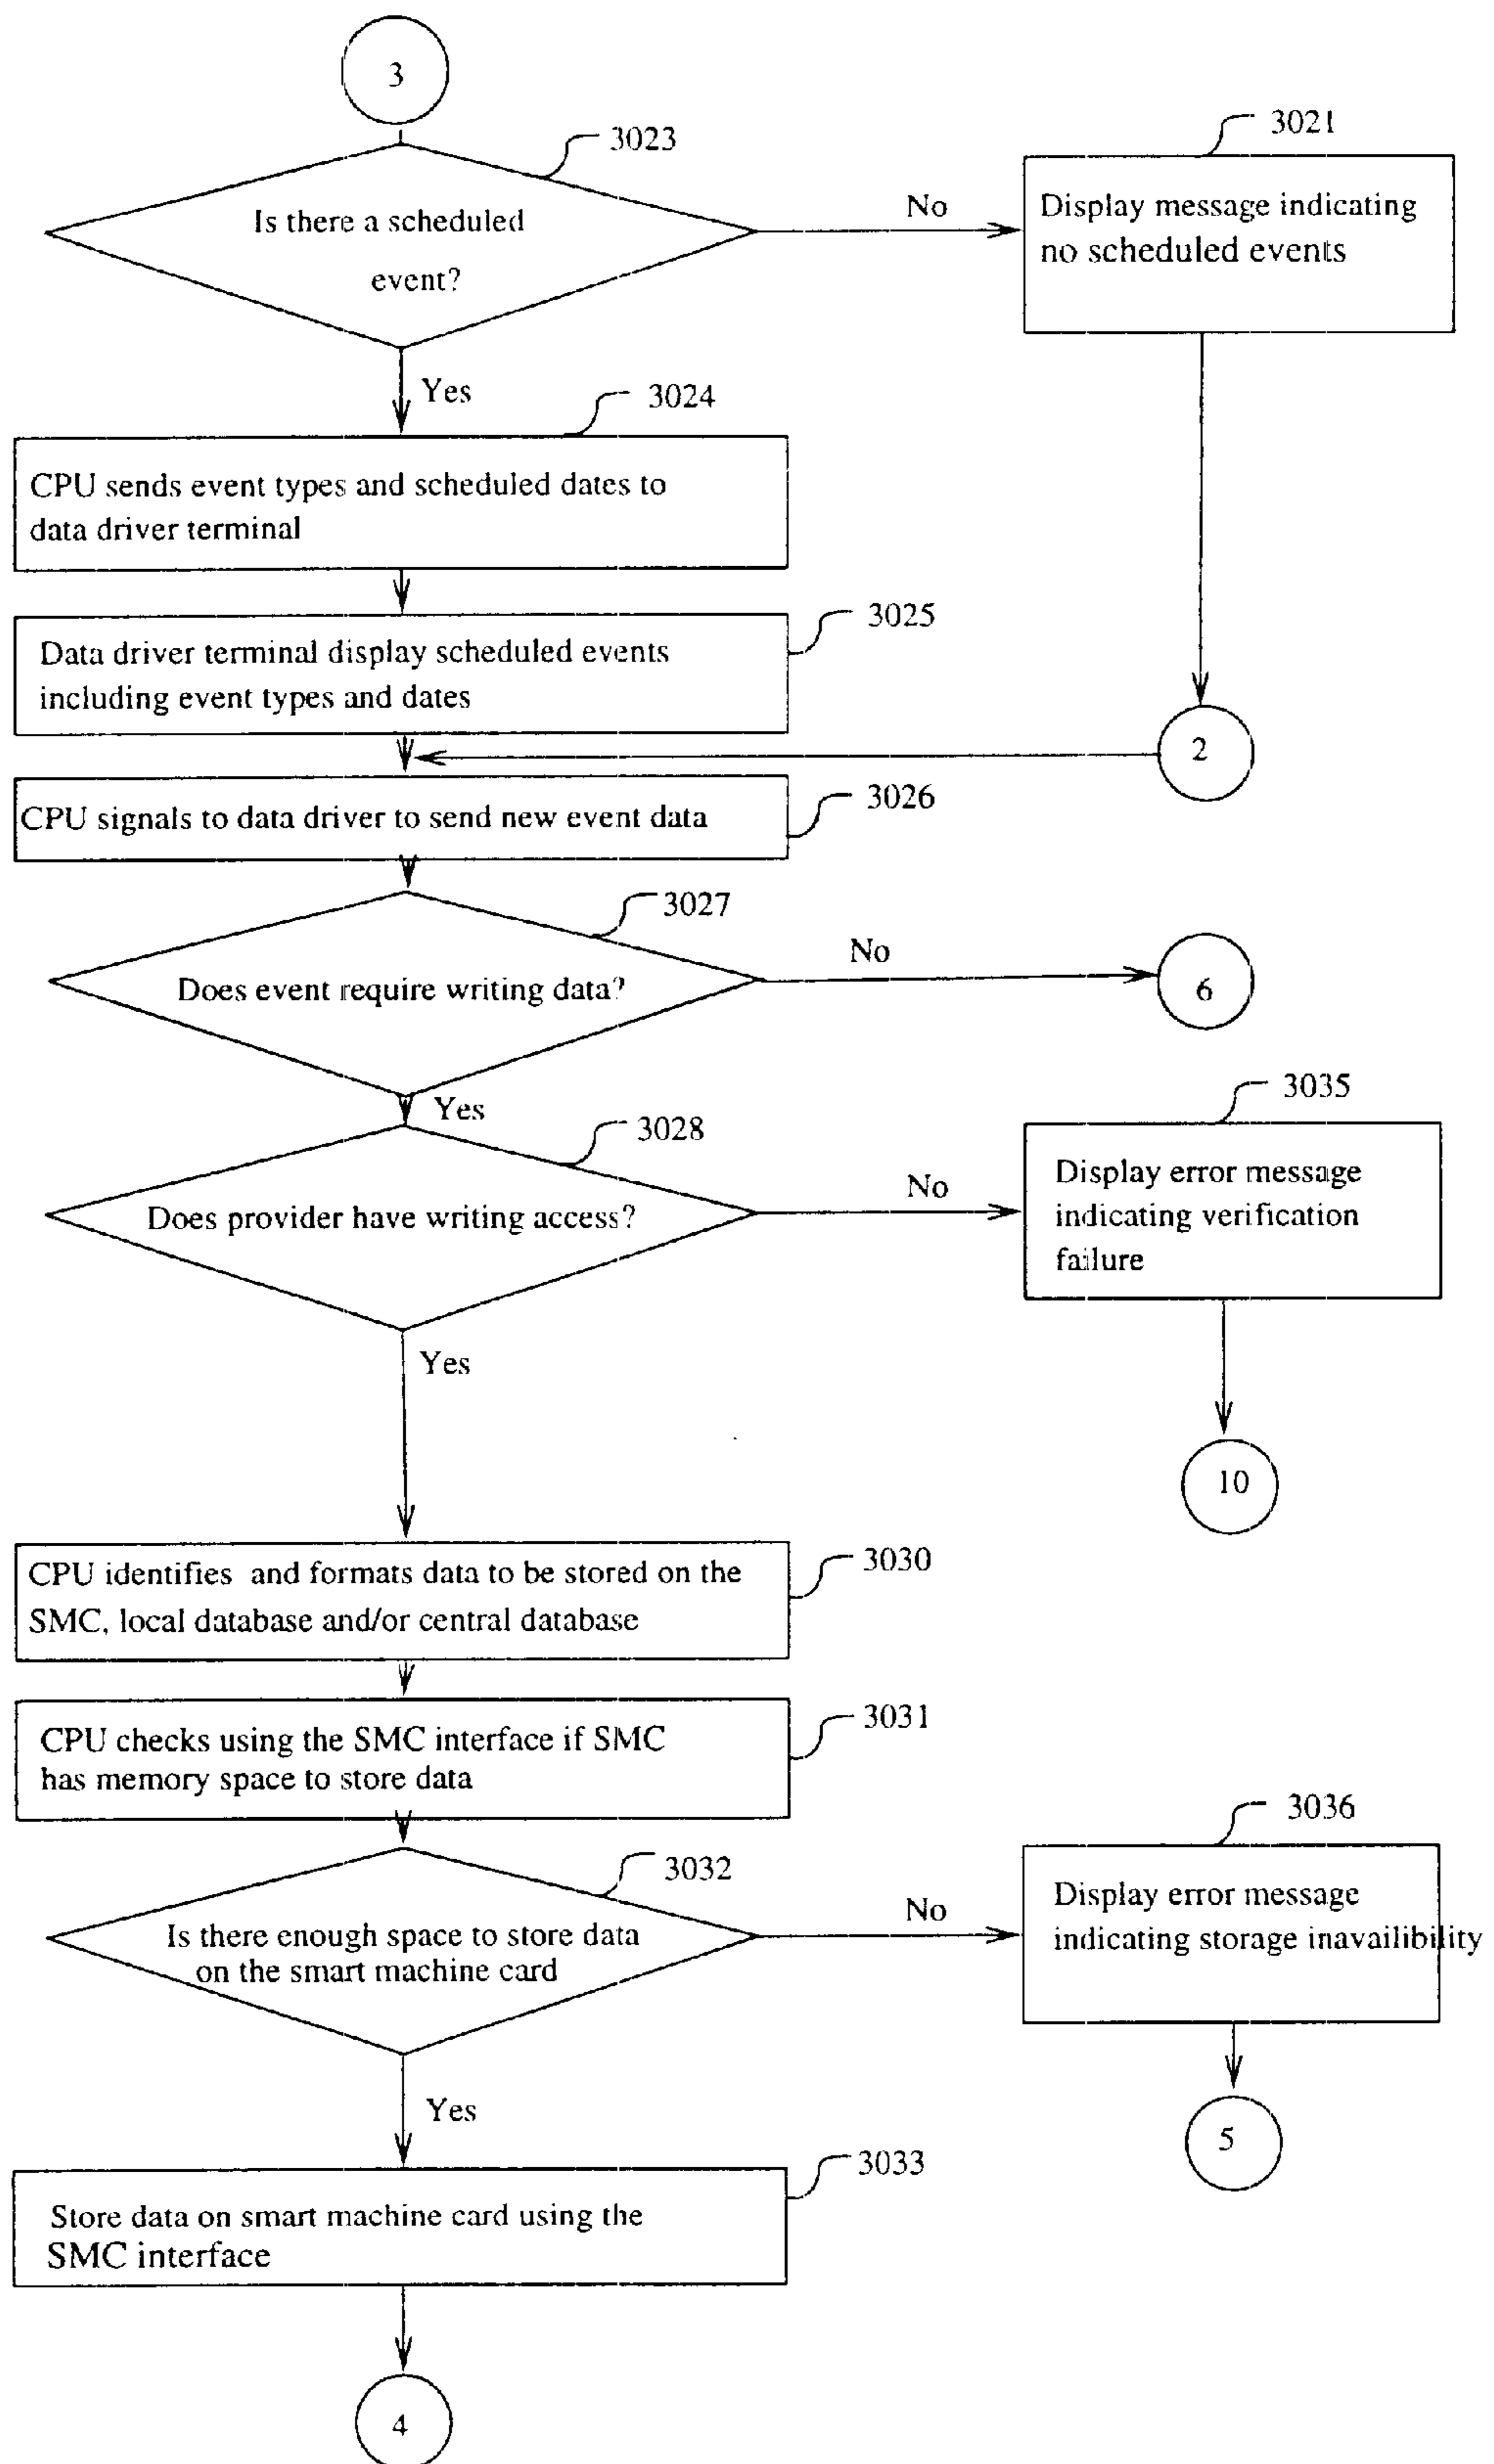 3
3023
Is there a scheduled
event?
No
3021
Display message indicating
no scheduled events
Yes
3024
CPU sends event types and scheduled dates to
data driver terminal
3025
Data driver terminal display scheduled events
including event types and dates
2
3026
CPU signals to data driver to send new event data
3027
Does event require writing data?
No
6
Yes
3028
Does provider have writing access?
No
3035
Display error message
indicating verification
failure
Yes
10
3030
CPU identifies and formats data to be stored on the
SMC, local database and/or central database
3031
CPU checks using the SMC interface if SMC
has memory space to store data
3032
Is there enough space to store data
on the smart machine card
No
3036
Display error message
indicating storage inavailibility
Yes
5
3033
Store data on smart machine card using the
SMC interface
4